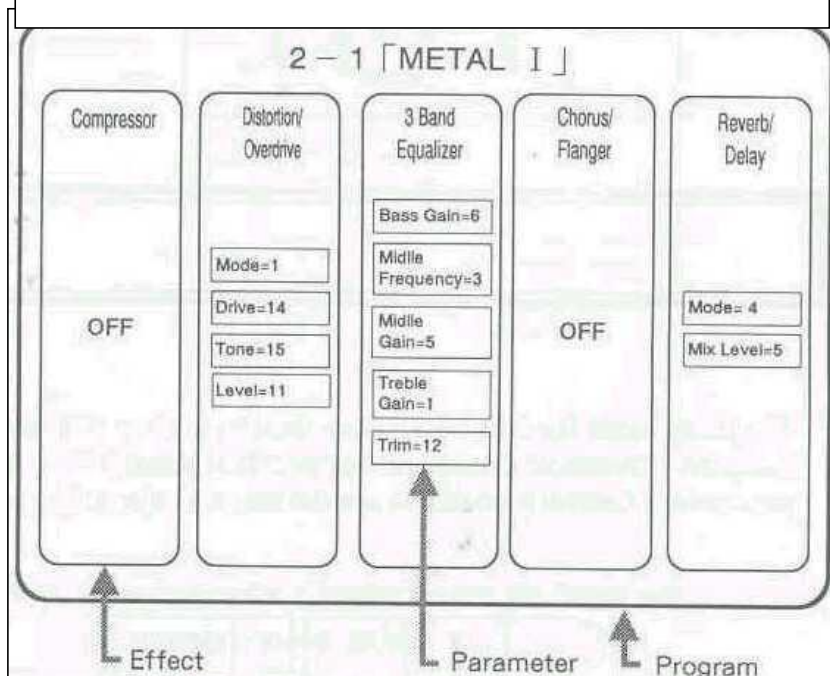 2－1「METAL Ⅰ」
Compressor
OFF
Distortion/
Overdrive
Mode=1
Drive=14
Tone=15
Level=11
3 Band
Equalizer
Bass Gain=6
Midlle
Frequency=3
Midlle
Gain=5
Treble
Gain=1
Trim=12
Chorus/
Flanger
OFF
Reverb/
Delay
Mode= 4
Mix Level=5
Effect
Parameter
Program